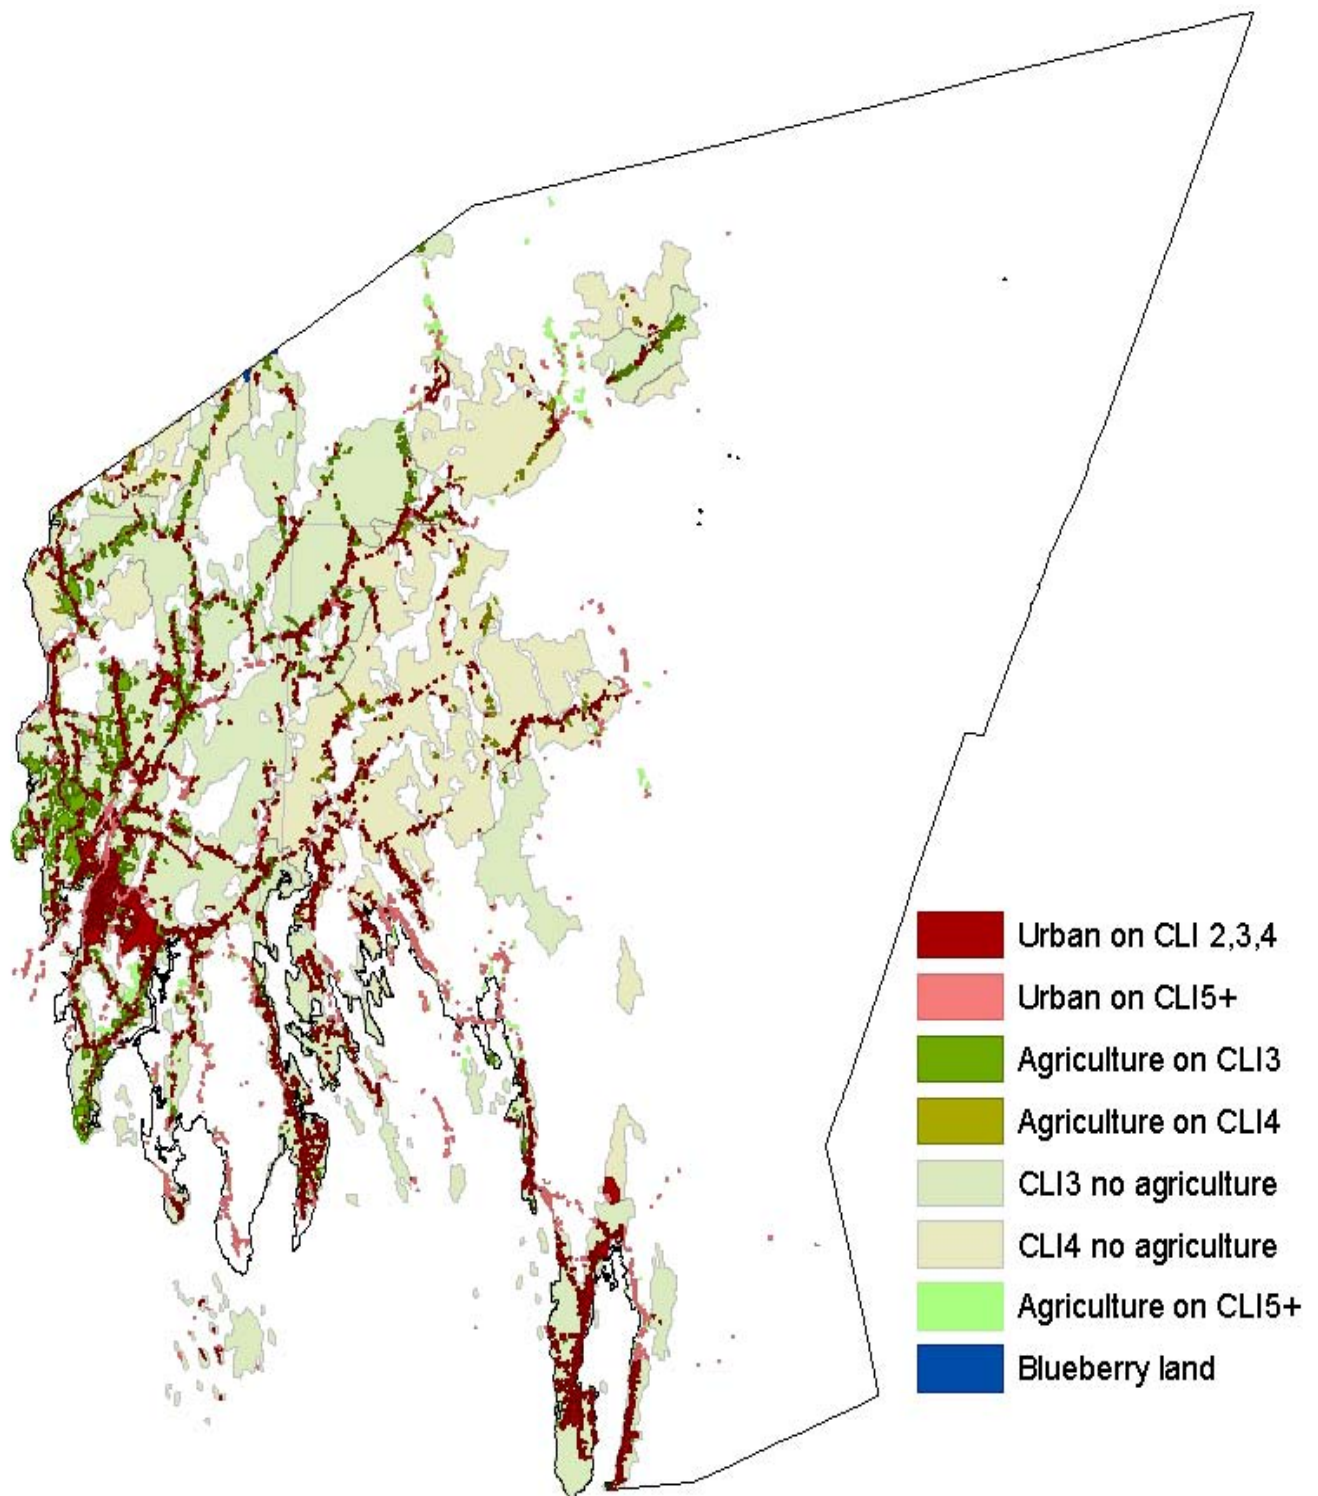 Urban on CLI 2,3,4
Urban on CLI5+
Agriculture on CLI3
Agriculture on CLI4
CLI3 no agriculture
CLI4 no agriculture
Agriculture on CLI5+
Blueberry land